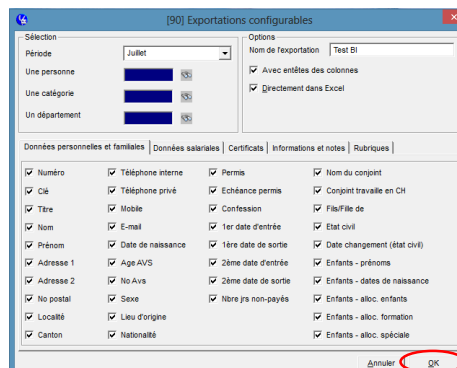 [90] Exportations configurables
Sélection
Période
Juillet
Une personne
Une catégorie
Un département
Options
Nom de l'exportation
Test BI
Avec entêtes des colonnes
Directement dans Excel
Données personnelles et familiales
Données salariales
Certificats
Informations et notes
Rubriques
Numéro
Clé
Titre
Nom
Prénom
Adresse 1
Adresse 2
No postal
Localité
Canton
Téléphone interne
Téléphone privé
Mobile
E-mail
Date de naissance
Age AVS
No Avs
Sexe
Lieu d'origine
Nationalité
Permis
Echéance permis
Confession
1er date d'entrée
1ère date de sortie
2ème date d'entrée
2ème date de sortie
Nbre jrs non-payés
Nom du conjoint
Conjoint travaille en CH
Fils/Fille de
Etat civil
Date changement (état civil)
Enfants - prénoms
Enfants - dates de naissance
Enfants - alloc. enfants
Enfants - alloc. formation
Enfants - alloc. spéciale
Annuler
OK